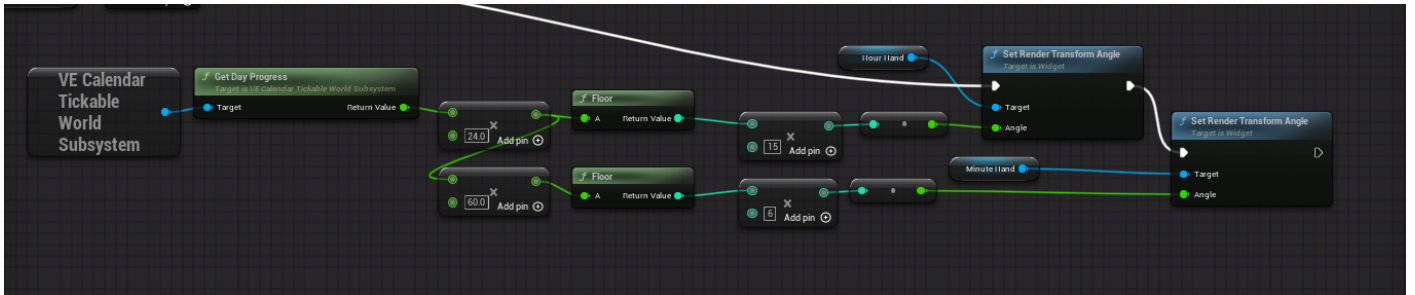 Hour Hand
f Set Render Transform Angle
Target is Widget
Target
Angle
VE Calendar
Tickable
World
Subsystem
f Get Day Progress
Target is VECalendar Tickable World Subsystem
Target Return Value
24.0 Add pin
f Floor
A Return Value
15 Add pin
60.0 Add pin
f Floor
A Return Value
6 Add pin
Minute Hand
f Set Render Transform Angle
Target is Widget
Target
Angle